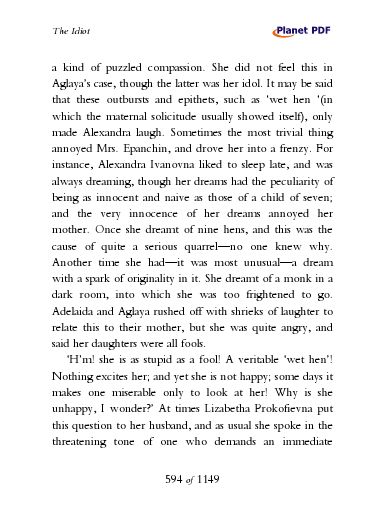 The Idiot
Planet PDF
a kind of puzzled compassion. She did not feel this in
Aglaya's case, though the latter was her idol. It may be said
that these outbursts and epithets, such as 'wet hen '(in
which the maternal solicitude usually showed itself), only
made Alexandra laugh. Sometimes the most trivial thing
annoyed Mrs. Epanchin, and drove her into a frenzy. For
instance, Alexandra Ivanovna liked to sleep late, and was
always dreaming, though her dreams had the peculiarity of
being as innocent and naive as those of a child of seven;
and the very innocence of her dreams annoyed her
mother. Once she dreamt of nine hens, and this was the
cause of quite a serious quarrel—no one knew why.
Another time she had—it was most unusual—a dream
with a spark of originality in it. She dreamt of a monk in a
dark room, into which she was too frightened to go.
Adelaida and Aglaya rushed off with shrieks of laughter to
relate this to their mother, but she was quite angry, and
said her daughters were all fools.
'H'm! she is as stupid as a fool! A veritable 'wet hen'!
Nothing excites her; and yet she is not happy; some days it
makes one miserable only to look at her! Why is she
unhappy, I wonder?' At times Lizabetha Prokofievna put
this question to her husband, and as usual she spoke in the
threatening tone of one who demands an immediate
594 of 1149